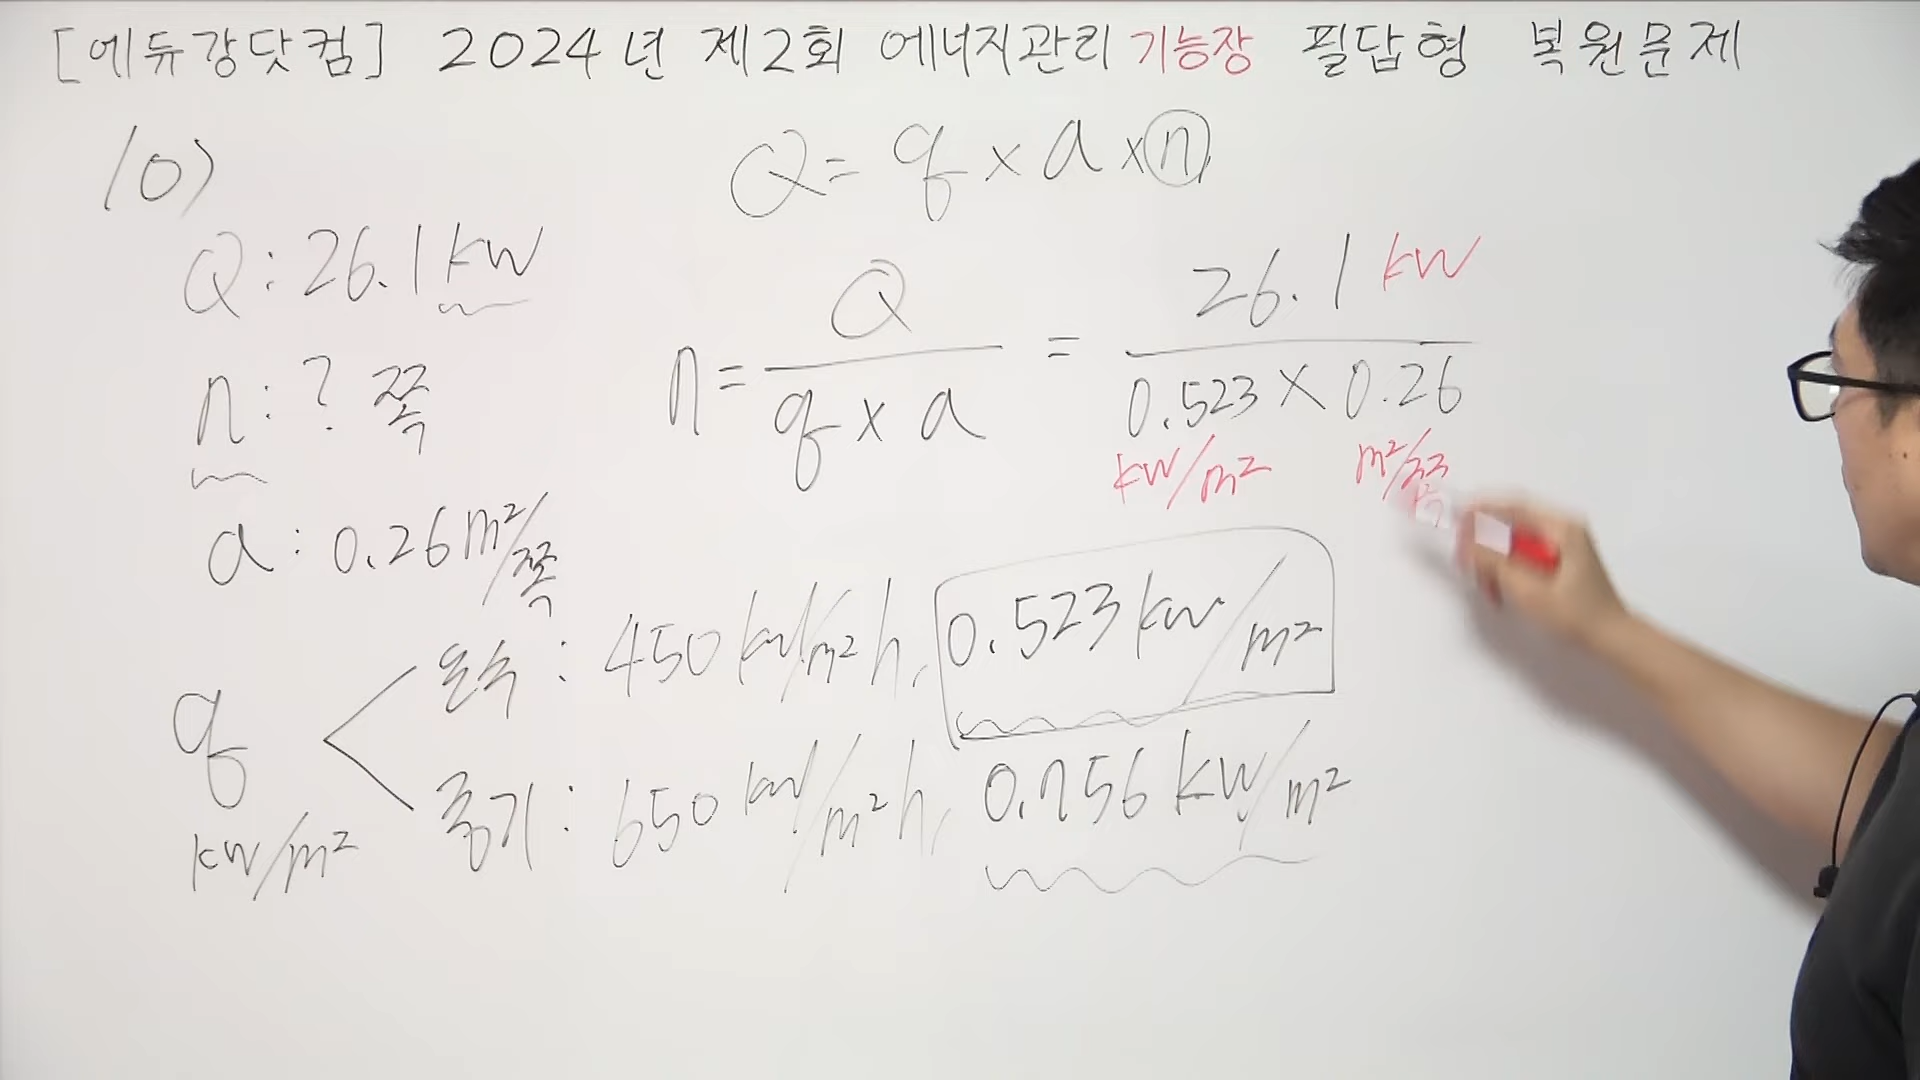 [에듀강닷컴] 2024년 제2회 에너지관리기능장 필답형 복원문제
10)
Q = q × a × n
Q : 26.1 kW
n : ? 쪽
a : 0.26 m²/쪽
n = Q / (q × a) = 26.1 kW / (0.523 × 0.26)
kW/m² m²/쪽
q
kW/m²
온수 : 450 kcal/m²h, 0.523 kW/m²
증기 : 650 kcal/m²h, 0.756 kW/m²